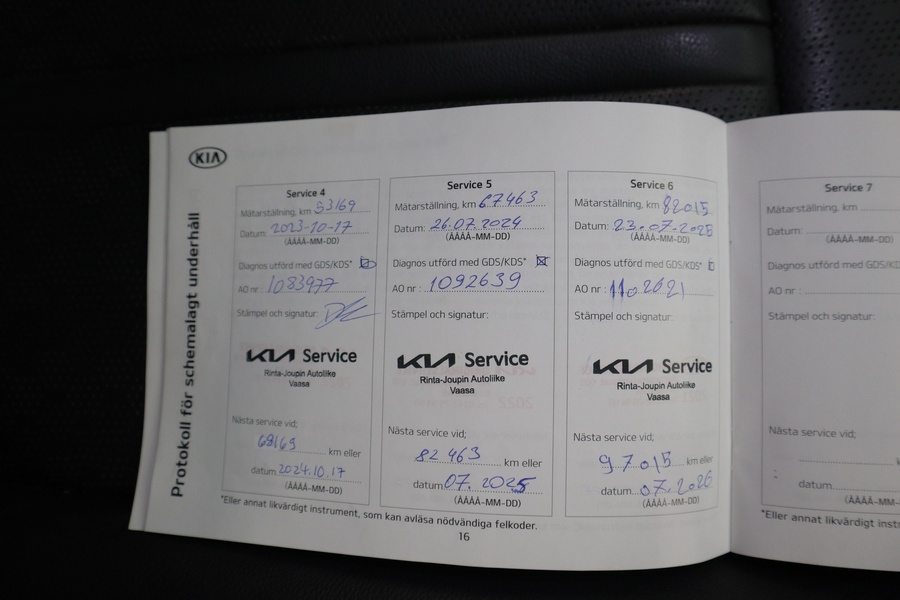 KIA
Protokoll för schemalagt underhåll
Service 4
Mätarställning, km 53169
Datum: 2023-10-17
(ÅÅÅÅ-MM-DD)
Diagnos utförd med GDS/KDS*
AO nr : 1083977
Stämpel och signatur:
KIA Service
Rinta-Joupin Autoliike
Vaasa
Nästa service vid;
69169 km eller
datum 2024.10.17
(ÅÅÅÅ-MM-DD)
Service 5
Mätarställning, km 67463
Datum: 26.07.2024
(ÅÅÅÅ-MM-DD)
Diagnos utförd med GDS/KDS*
AO nr : 1092639
Stämpel och signatur:
KIA Service
Rinta-Joupin Autoliike
Vaasa
Nästa service vid;
82463 km eller
datum 07.2025
(ÅÅÅÅ-MM-DD)
Service 6
Mätarställning, km 82015
Datum: 23.07.2025
(ÅÅÅÅ-MM-DD)
Diagnos utförd med GDS/KDS*
AO nr : 1102621
Stämpel och signatur:
KIA Service
Rinta-Joupin Autoliike
Vaasa
Nästa service vid;
97015 km eller
datum 07.2026
(ÅÅÅÅ-MM-DD)
*Eller annat likvärdigt instrument, som kan avläsa nödvändiga felkoder.
16
Service 7
Mätarställning, km
Datum:
(ÅÅÅÅ-MM-DD)
Diagnos utförd med GDS/KDS
AO nr :
Stämpel och signatur:
Nästa service vid;
datum
(ÅÅÅÅ-MM-DD)
*Eller annat likvärdigt